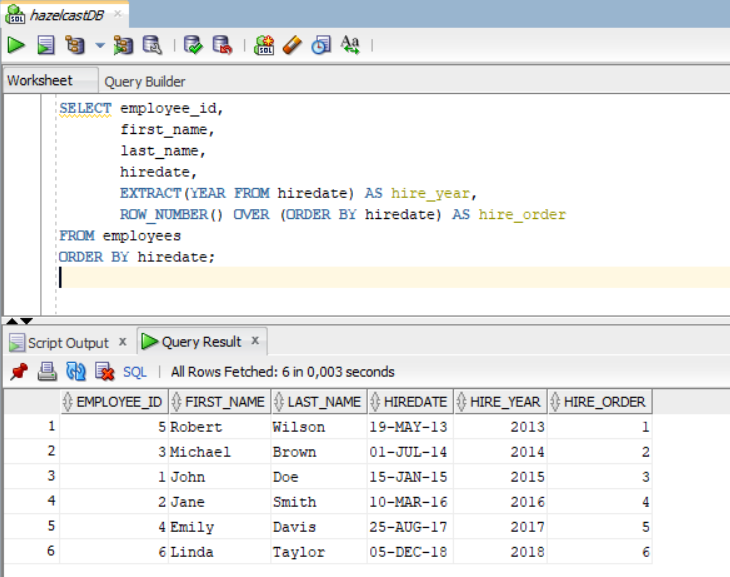 hazelcastDB
Worksheet Query Builder
SELECT employee_id,
first_name,
last_name,
hiredate,
EXTRACT(YEAR FROM hiredate) AS hire_year,
ROW_NUMBER() OVER (ORDER BY hiredate) AS hire_order
FROM employees
ORDER BY hiredate;
Script Output x Query Result x
SQL | All Rows Fetched: 6 in 0,003 seconds
EMPLOYEE_ID FIRST_NAME LAST_NAME HIREDATE HIRE_YEAR HIRE_ORDER
1 5 Robert Wilson 19-MAY-13 2013 1
2 3 Michael Brown 01-JUL-14 2014 2
3 1 John Doe 15-JAN-15 2015 3
4 2 Jane Smith 10-MAR-16 2016 4
5 4 Emily Davis 25-AUG-17 2017 5
6 6 Linda Taylor 05-DEC-18 2018 6